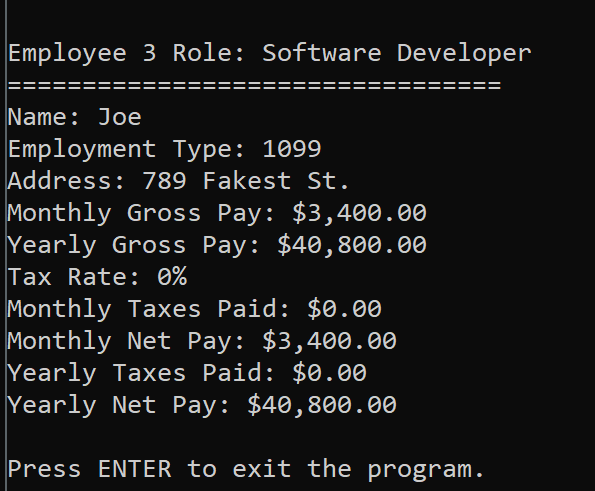 Employee 3 Role: Software Developer
=================================
Name: Joe
Employment Type: 1099
Address: 789 Fakest St.
Monthly Gross Pay: $3,400.00
Yearly Gross Pay: $40,800.00
Tax Rate: 0%
Monthly Taxes Paid: $0.00
Monthly Net Pay: $3,400.00
Yearly Taxes Paid: $0.00
Yearly Net Pay: $40,800.00
Press ENTER to exit the program.